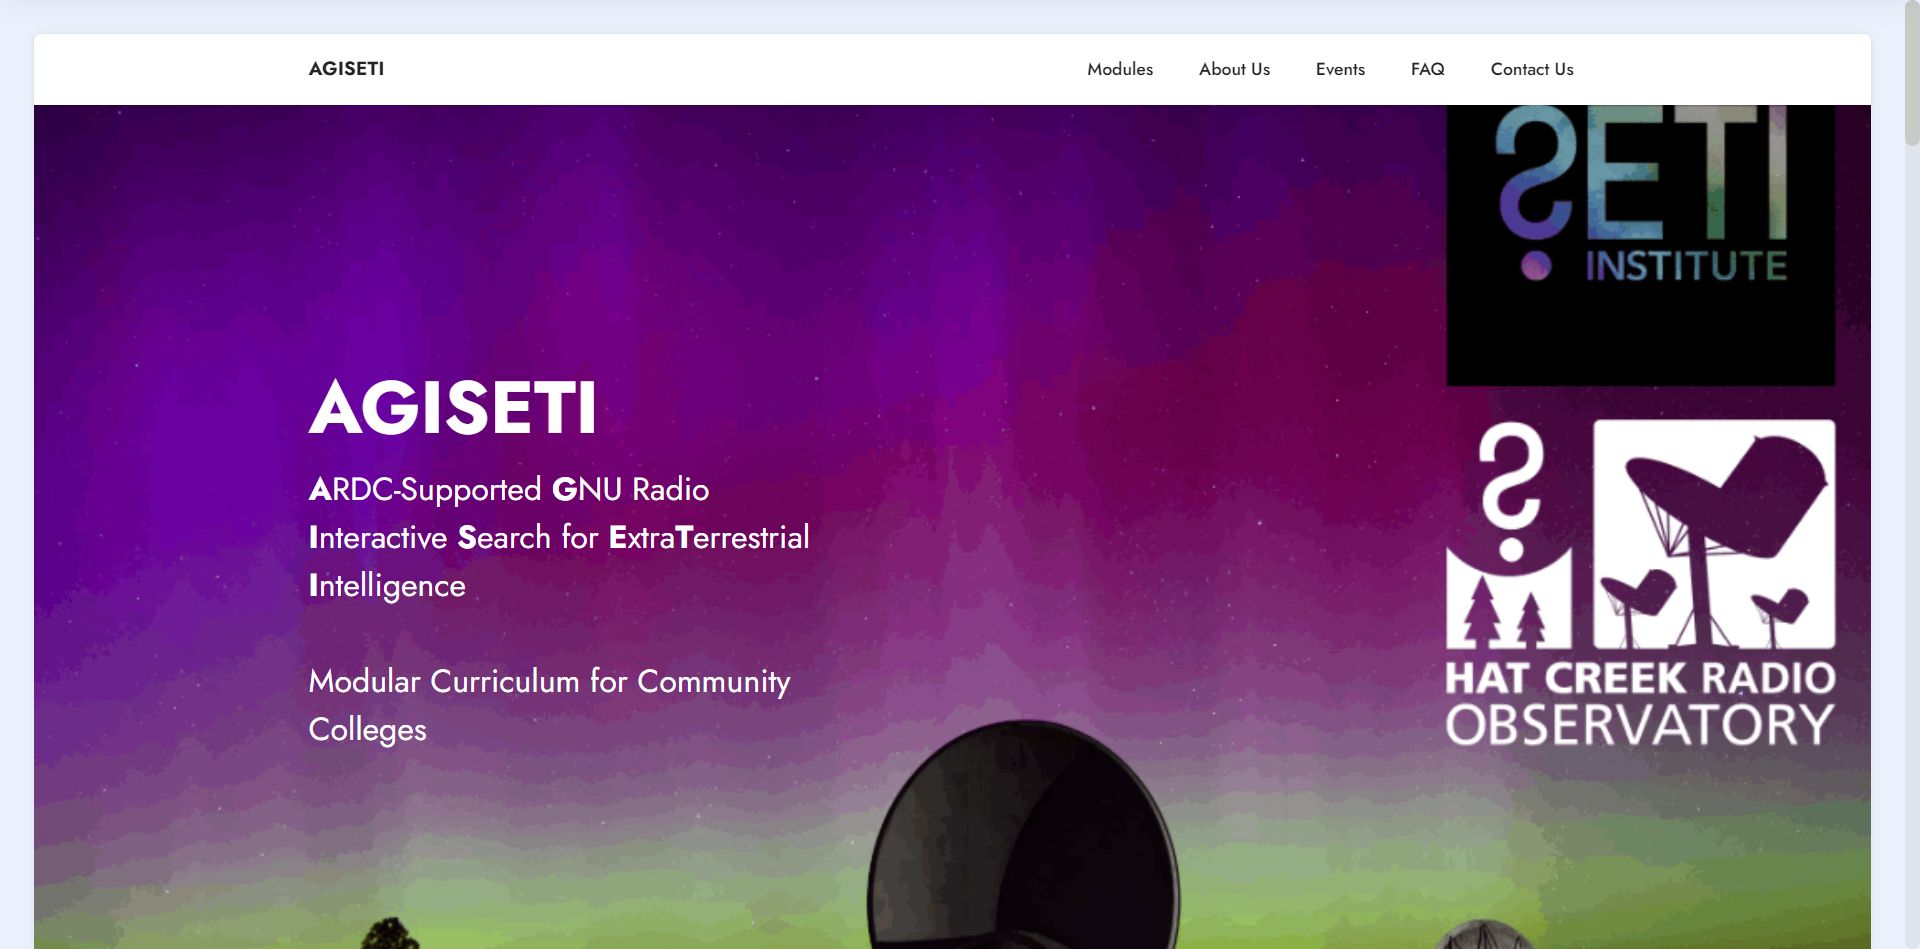 AGISETI
Modules
About Us
Events
FAQ
Contact Us
SETI
INSTITUTE
AGISETI
ARDC-Supported GNU Radio
Interactive Search for ExtraTerrestrial
Intelligence
Modular Curriculum for Community
Colleges
HAT CREEK RADIO
OBSERVATORY